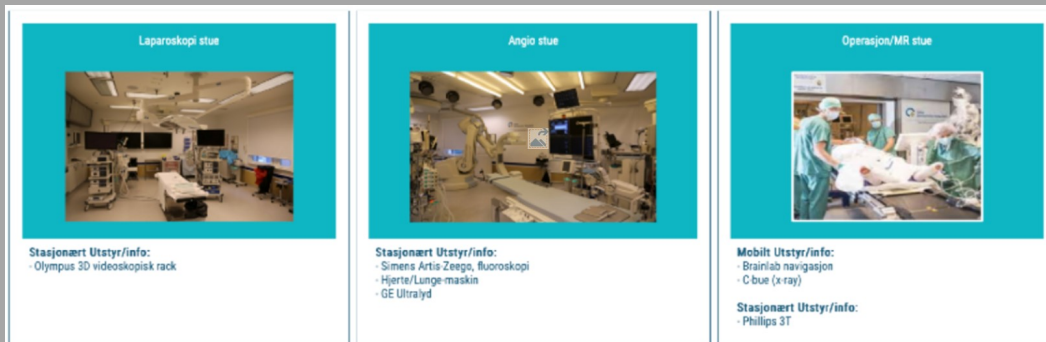 Laparoskopi stue
Stasjonært Utstyr/info:
- Olympus 3D videoskopisk rack
Angio stue
Stasjonært Utstyr/info:
- Simens Artis-Zeego, fluoroskopi
- Hjerte/Lunge-maskin
- GE Ultralyd
Operasjon/MR stue
Mobilt Utstyr/info:
- Brainlab navigasjon
- C-bue (x-ray)
Stasjonært Utstyr/info:
- Phillips 3T